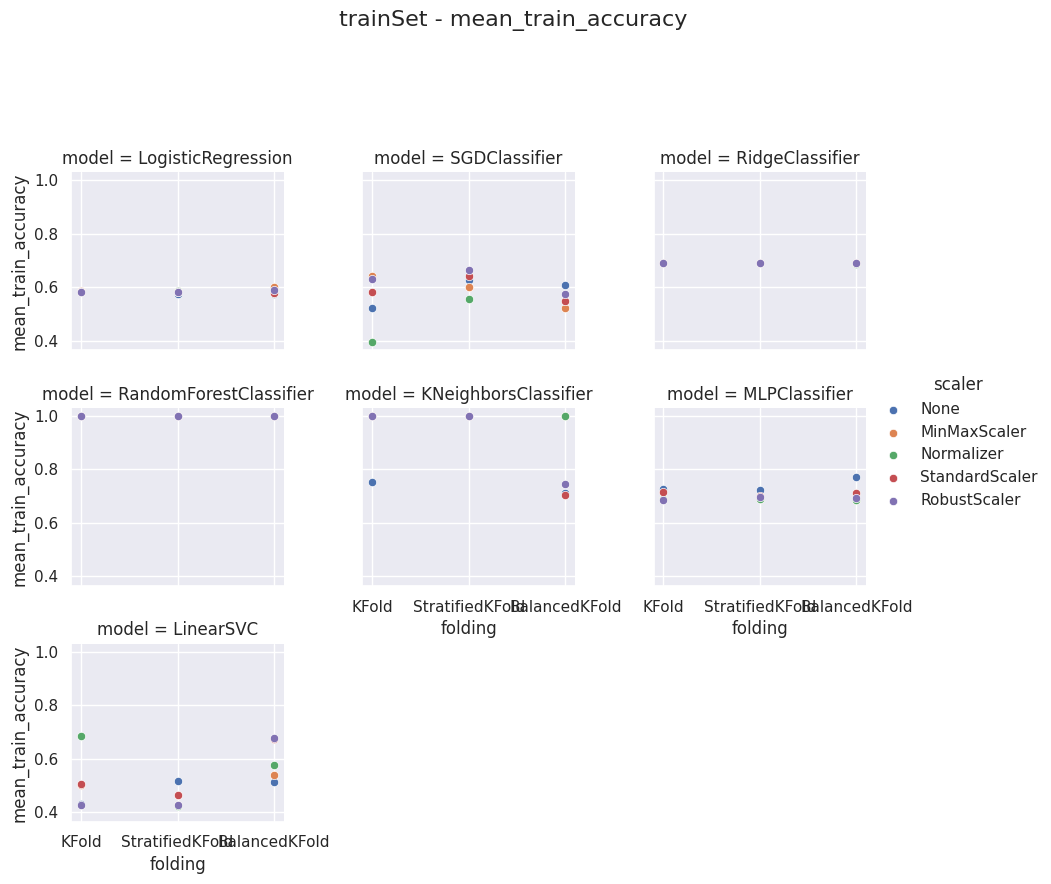 trainSet - mean_train_accuracy
model = LogisticRegression
model = SGDClassifier
model = RidgeClassifier
mean_train_accuracy
1.0
0.8
0.6
0.4
model = RandomForestClassifier
model = KNeighborsClassifier
model = MLPClassifier
mean_train_accuracy
1.0
0.8
0.6
0.4
KFold
StratifiedKFold
BalancedKFold
folding
KFold
StratifiedKFold
BalancedKFold
folding
scaler
None
MinMaxScaler
Normalizer
StandardScaler
RobustScaler
model = LinearSVC
mean_train_accuracy
1.0
0.8
0.6
0.4
KFold
StratifiedKFold
BalancedKFold
folding